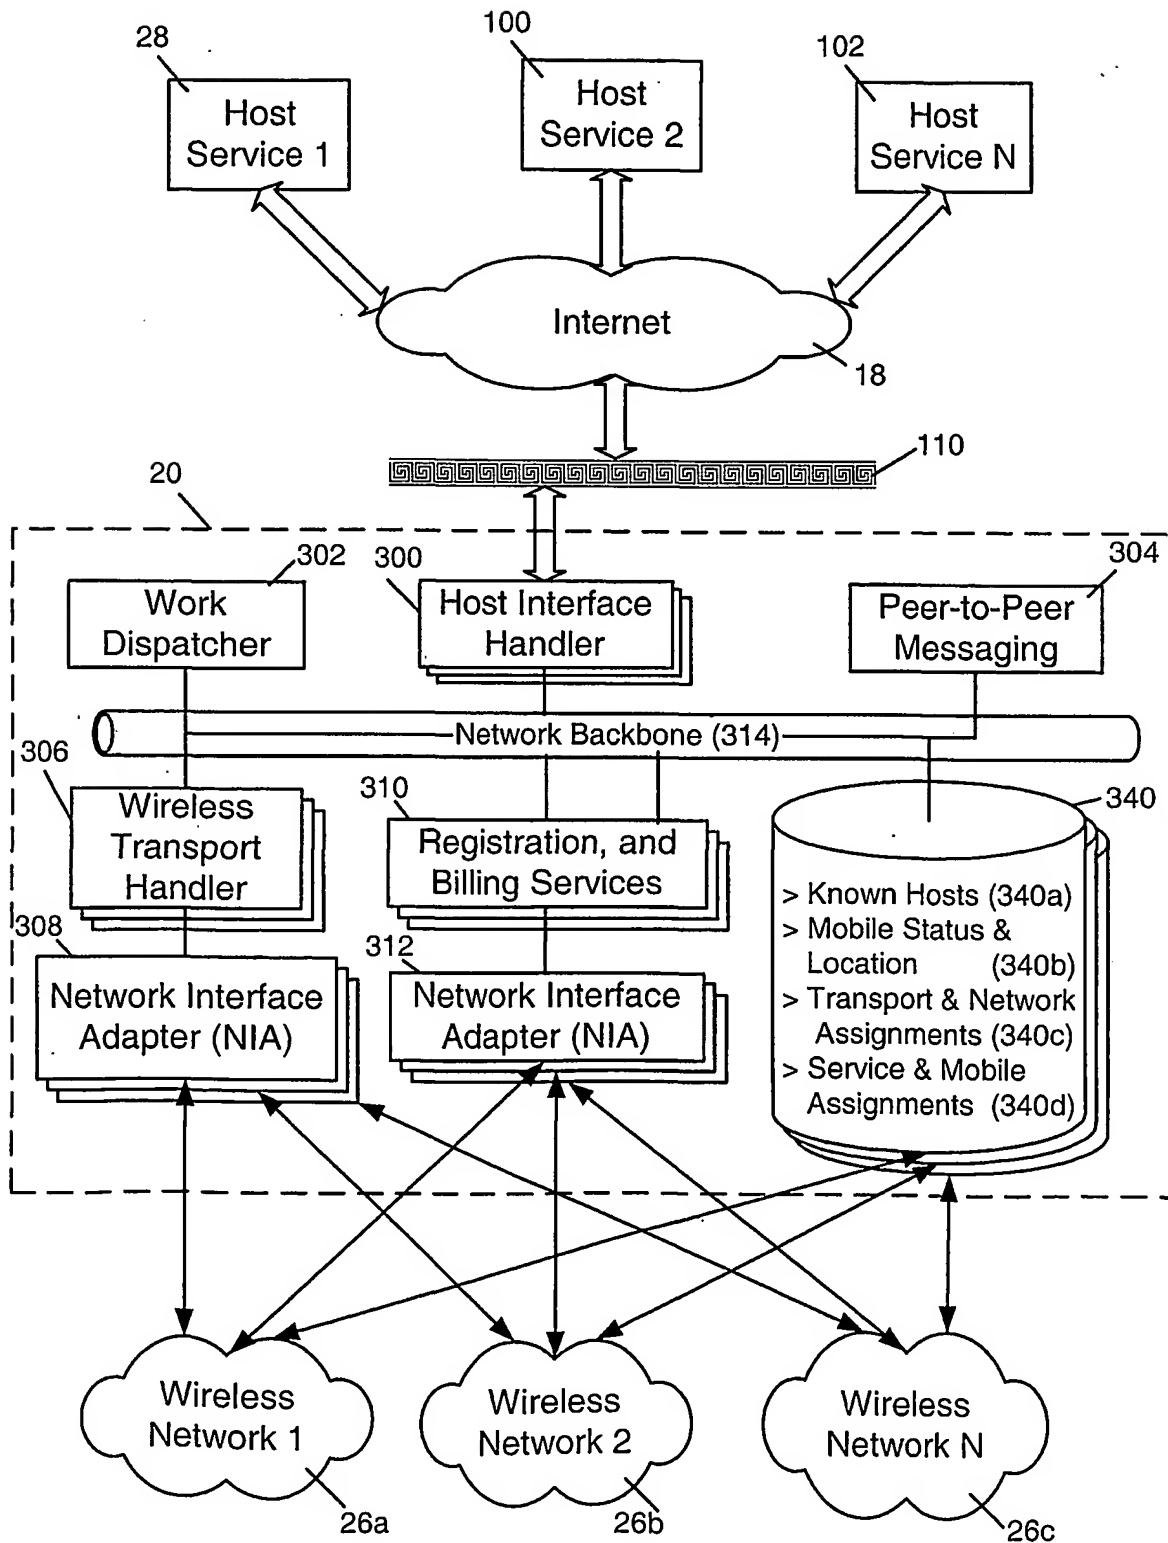 28
100
102
Host
Service 1
Host
Service 2
Host
Service N
Internet
18
110
20
302
300
304
Work
Dispatcher
Host Interface
Handler
Peer-to-Peer
Messaging
Network Backbone (314)
306
310
340
Wireless
Transport
Handler
Registration, and
Billing Services
> Known Hosts (340a)
> Mobile Status &
Location (340b)
> Transport & Network
Assignments (340c)
> Service & Mobile
Assignments (340d)
308
312
Network Interface
Adapter (NIA)
Network Interface
Adapter (NIA)
Wireless
Network 1
Wireless
Network 2
Wireless
Network N
26a
26b
26c